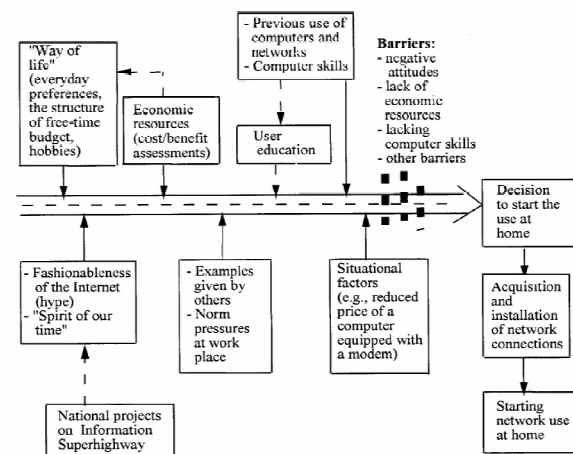 "Way of
life"
(everyday
preferences,
the structure
of free-time
budget,
hobbies)
Economic
resources
(cost/benefit
assessments)
- Previous use of
computers and
networks
- Computer skills
User
education
Barriers:
- negative
attitudes
- lack of
economic
resources
- lacking
computer skills
- other barriers
Decision
to start the
use at
home
- Fashionableness
of the Internet
(hype)
- "Spirit of our
time"
- Examples
given by
others
- Norm
pressures
at work
place
Situational
factors
(e.g., reduced
price of a
computer
equipped with
a modem)
Acquisition
and
installation
of network
connections
National projects
on Information
Superhighway
Starting
network use
at home